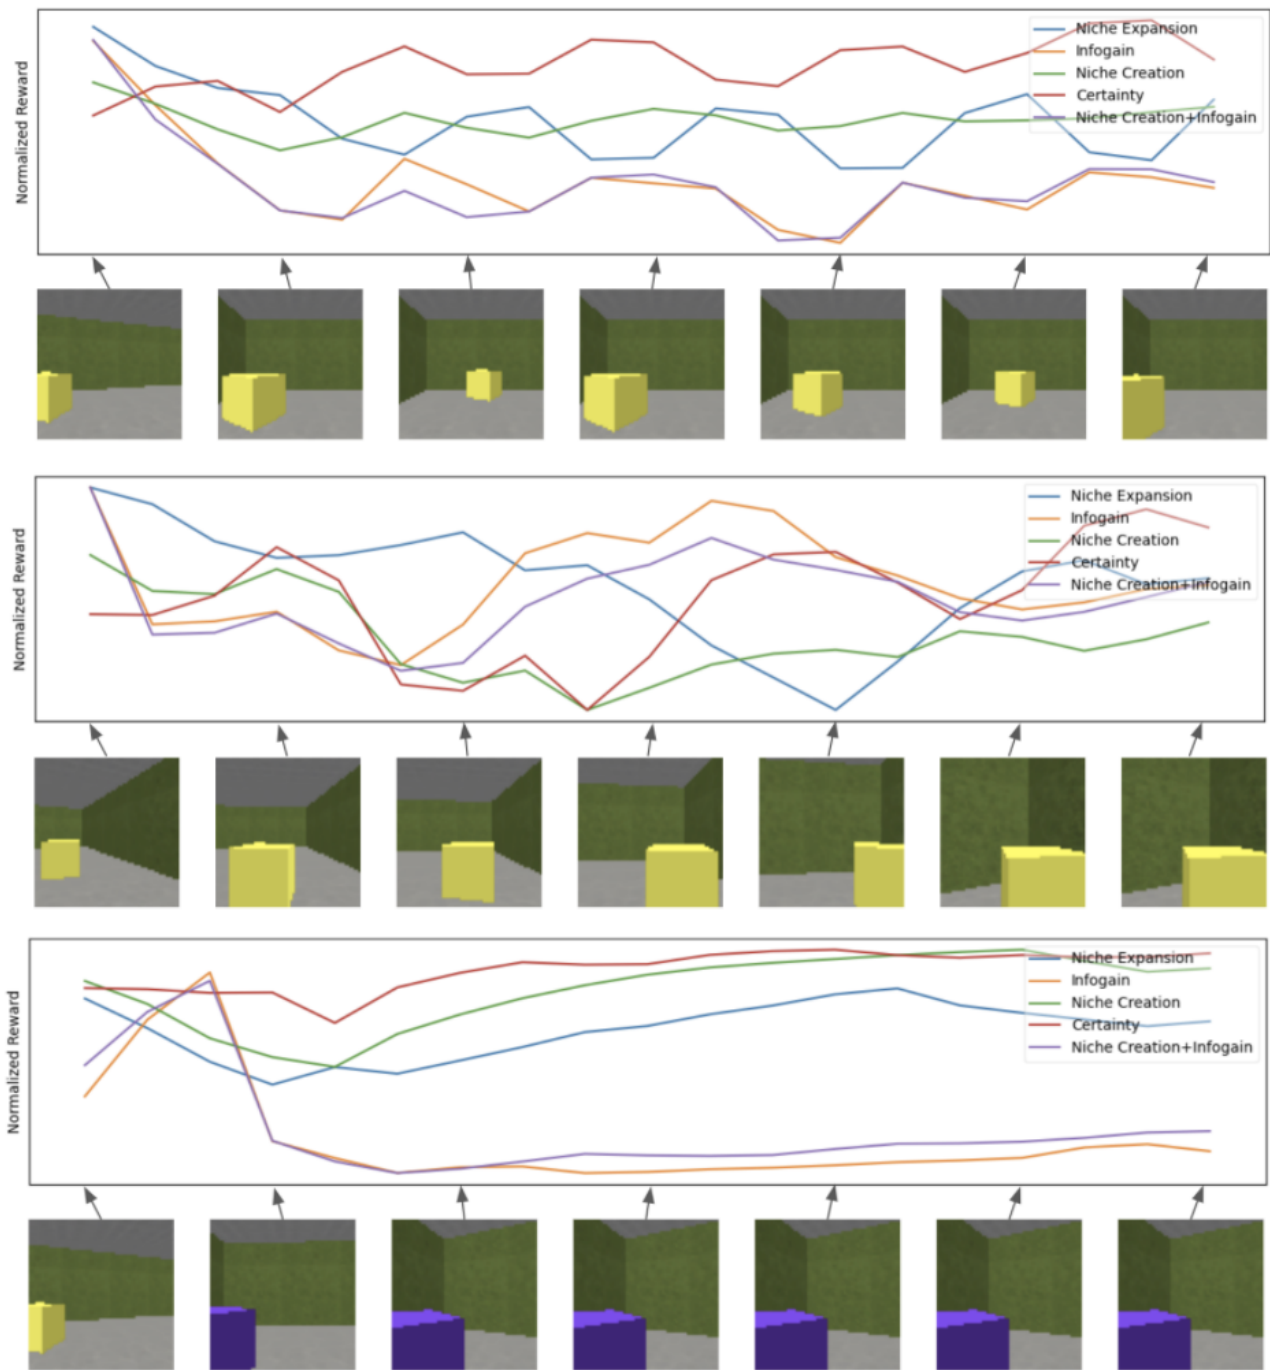 Normalized Reward
Niche Expansion
Infogain
Niche Creation
Certainty
Niche Creation+Infogain
Normalized Reward
Niche Expansion
Infogain
Niche Creation
Certainty
Niche Creation+Infogain
Normalized Reward
Niche Expansion
Infogain
Niche Creation
Certainty
Niche Creation+Infogain